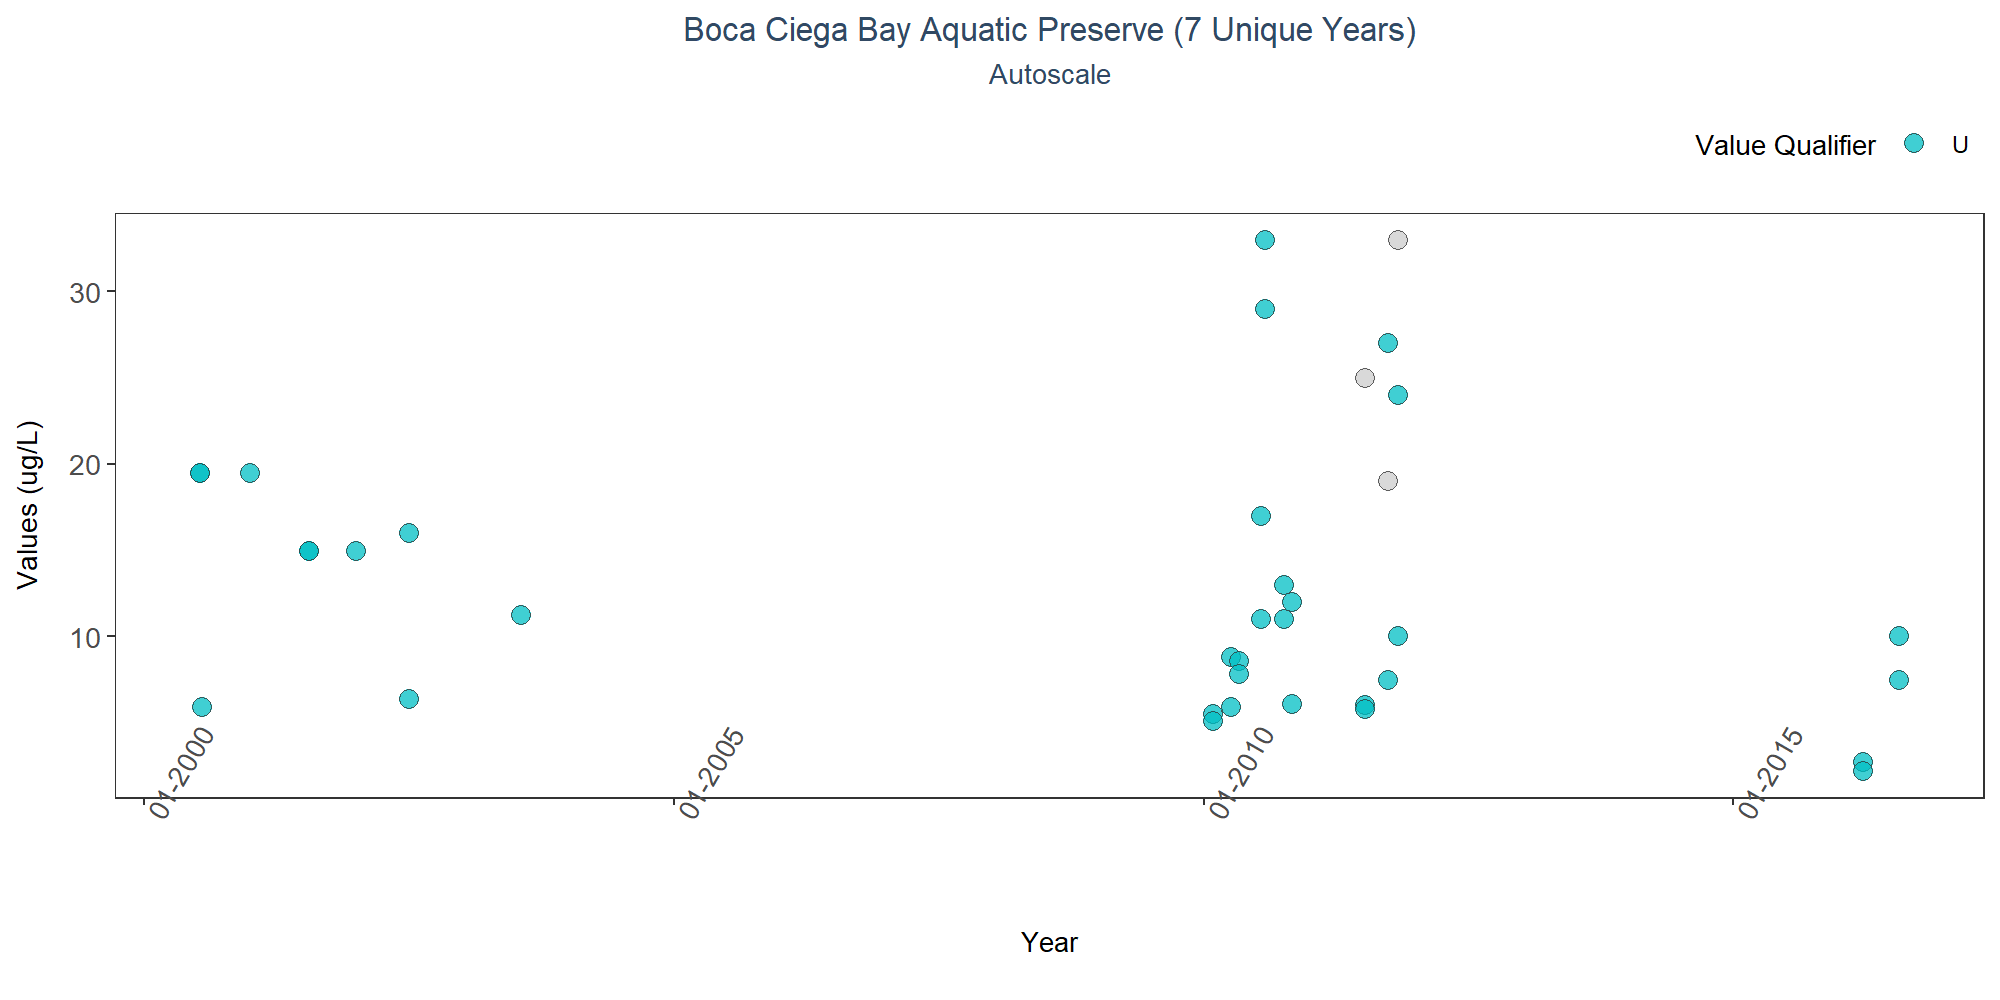 Boca Ciega Bay Aquatic Preserve (7 Unique Years)
Autoscale
Value Qualifier U
Values (ug/L)
30
20
10
01-2000
01-2005
01-2010
01-2015
Year